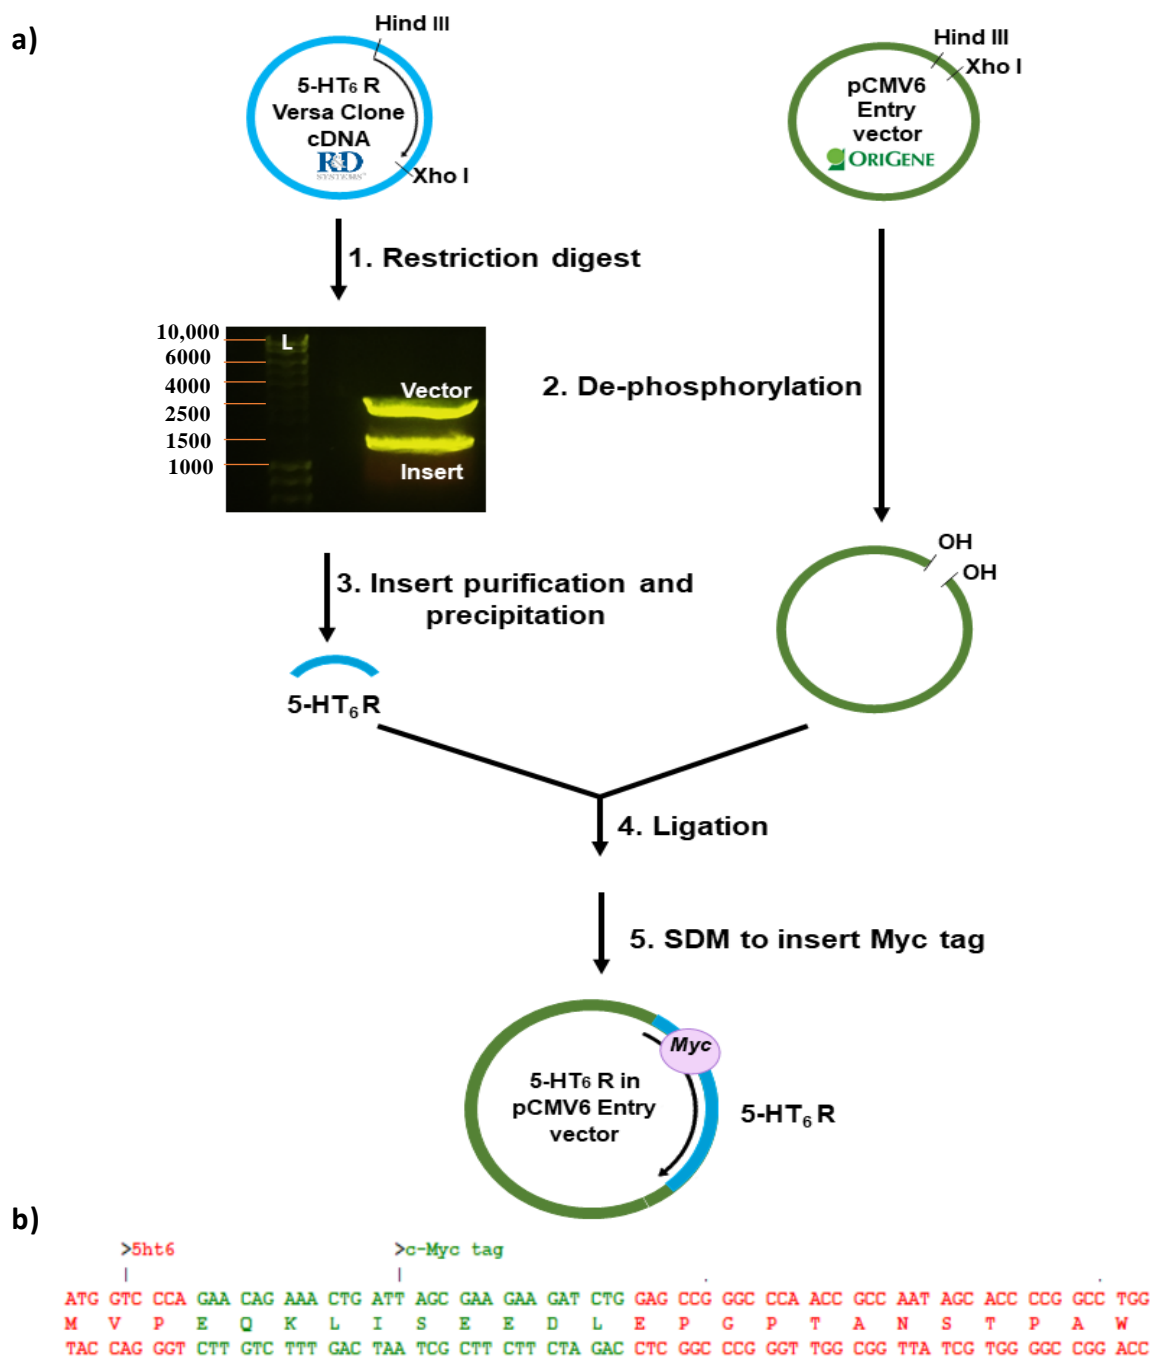 a)
Hind III
5-HT6 R
Versa Clone
cDNA
R&D
SYSTEMS
Xho I
Hind III
Xho I
pCMV6
Entry
vector
ORIGENE
1. Restriction digest
10,000
6000
4000
2500
1500
1000
L
Vector
Insert
2. De-phosphorylation
OH
OH
3. Insert purification and
precipitation
5-HT6 R
4. Ligation
5. SDM to insert Myc tag
Myc
5-HT6 R in
pCMV6 Entry
vector
5-HT6 R
b)
>5ht6 >c-Myc tag
ATG GTC CCA GAA CAG AAA CTG ATT AGC GAA GAA GAT CTG GAG CCG GGC CCA ACC GCC AAT AGC ACC CCG GCC TGG
M V P E Q K L I S E E D L E P G P T A N S T P A W
TAC CAG GGT CTT GTC TTT GAC TAA TCG CTT CTT CTA GAC CTC GGC CCG GGT TGG CGG TTA TCG TGG GGC CGG ACC